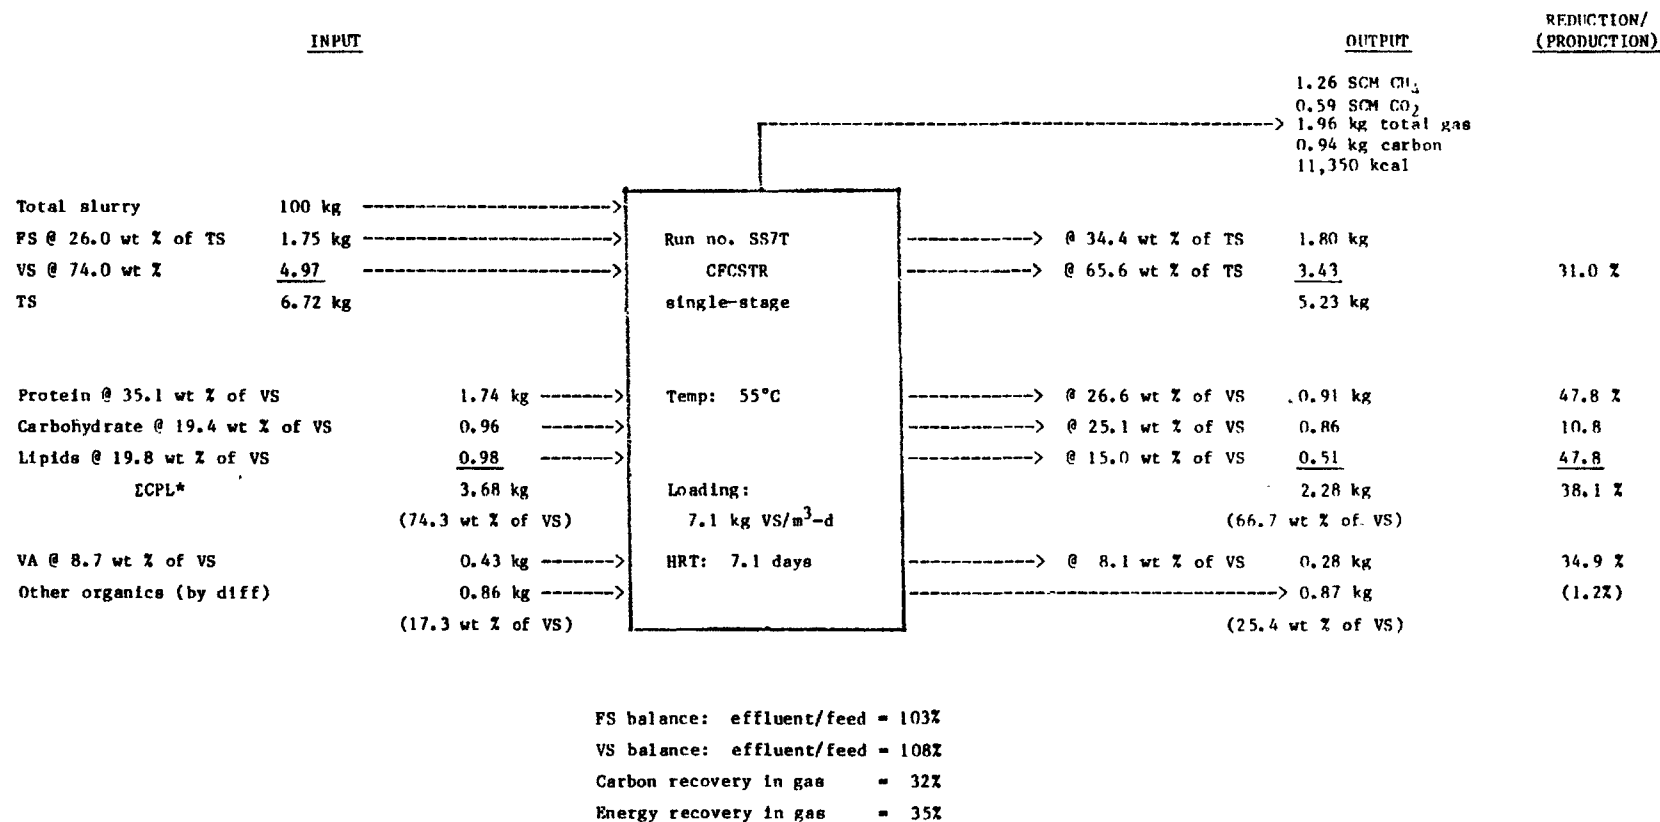 INPUT OUTPUT REDUCTION/
(PRODUCTION)
1.26 SCM CH4
0.59 SCM CO2
1.96 kg total gas
0.94 kg carbon
11,350 kcal
Total slurry 100 kg
FS @ 26.0 wt % of TS 1.75 kg Run no. SS7T @ 34.4 wt % of TS 1.80 kg
VS @ 74.0 wt % 4.97 CFCSTR @ 65.6 wt % of TS 3.43 31.0 %
TS 6.72 kg single-stage 5.23 kg
Protein @ 35.1 wt % of VS 1.74 kg Temp: 55°C @ 26.6 wt % of VS 0.91 kg 47.8 %
Carbohydrate @ 19.4 wt % of VS 0.96 @ 25.1 wt % of VS 0.86 10.8
Lipids @ 19.8 wt % of VS 0.98 @ 15.0 wt % of VS 0.51 47.8
ΣCPL* 3.68 kg Loading: 2.28 kg 38.1 %
(74.3 wt % of VS) 7.1 kg VS/m³-d (66.7 wt % of VS)
VA @ 8.7 wt % of VS 0.43 kg HRT: 7.1 days @ 8.1 wt % of VS 0.28 kg 34.9 %
Other organics (by diff) 0.86 kg 0.87 kg (1.2%)
(17.3 wt % of VS) (25.4 wt % of VS)
FS balance: effluent/feed = 103%
VS balance: effluent/feed = 108%
Carbon recovery in gas = 32%
Energy recovery in gas = 35%